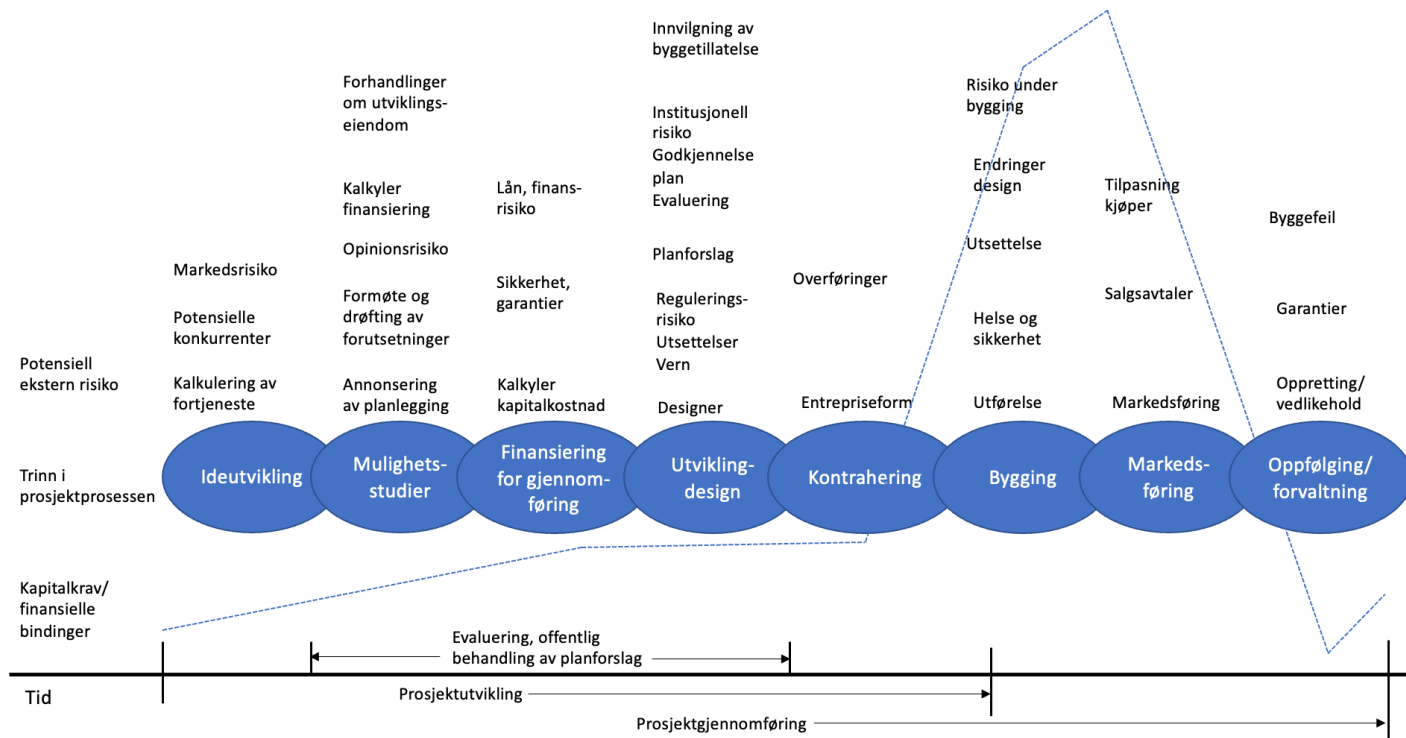 Innvilgning av
byggetillatelse
Forhandlinger
om utviklings-
eiendom
Risiko under
bygging
Institusjonell
risiko
Godkjennelse
plan
Evaluering
Endringer
design
Kalkyler
finansiering
Lån, finans-
risiko
Tilpasning
kjøper
Byggefeil
Opinionsrisiko
Utsettelse
Planforslag
Markedsrisiko
Sikkerhet,
garantier
Overføringer
Salgsavtaler
Formøte og
drøfting av
forutsetninger
Regulerings-
risiko
Utsettelser
Vern
Garantier
Potensielle
konkurrenter
Helse og
sikkerhet
Potensiell
ekstern risiko
Kalkulering av
fortjeneste
Annonsering
av planlegging
Kalkyler
kapitalkostnad
Designer
Entrepriseform
Utførelse
Markedsføring
Oppretting/
vedlikehold
Trinn i
prosjektprosessen
Ideutvikling
Mulighets-
studier
Finansiering
for gjennom-
føring
Utvikling-
design
Kontrahering
Bygging
Markeds-
føring
Oppfølging/
forvaltning
Kapitalkrav/
finansielle
bindinger
Evaluering, offentlig
behandling av planforslag
Tid
Prosjektutvikling
Prosjektgjennomføring